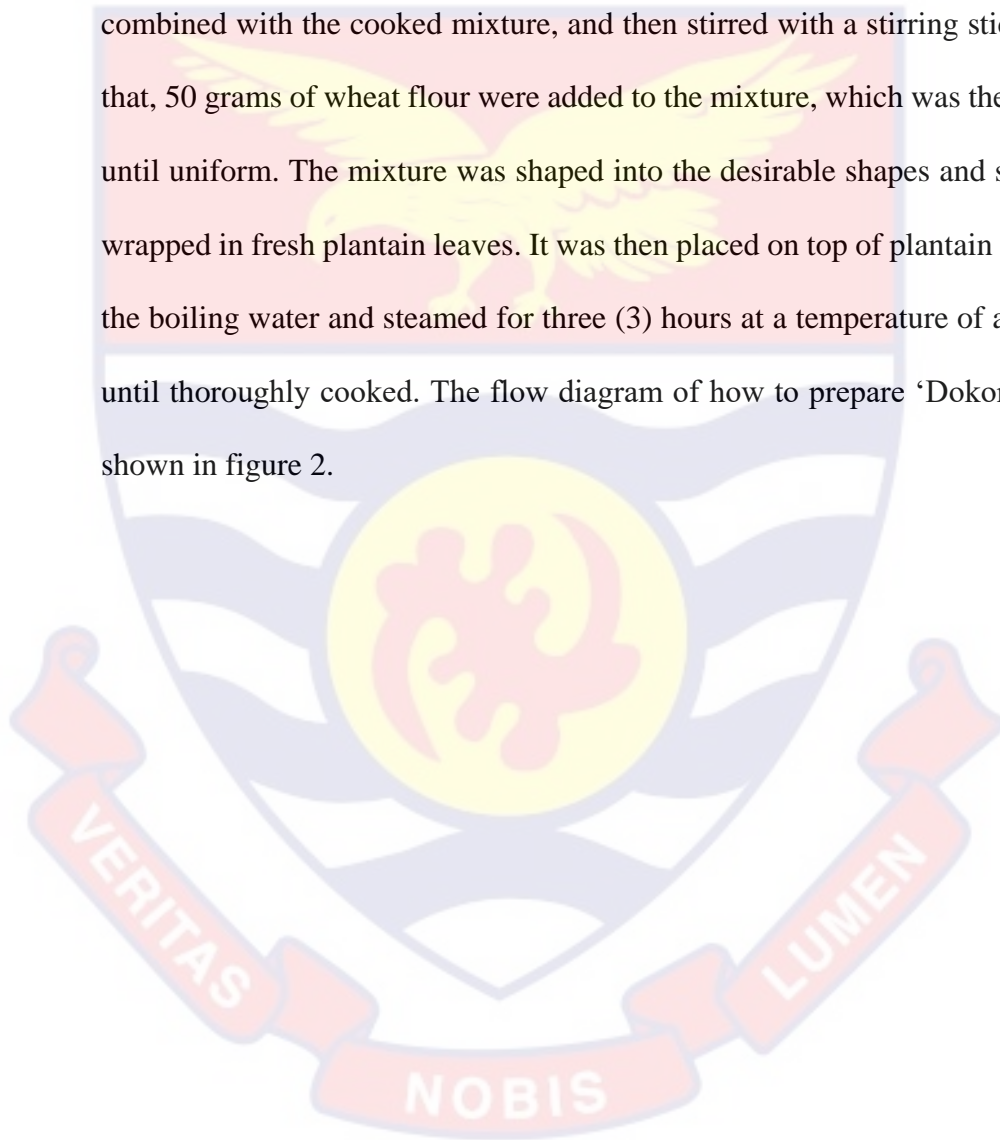 combined with the cooked mixture, and then stirred with a stirring
that, 50 grams of wheat flour were added to the mixture, which was
until uniform. The mixture was shaped into the desirable shapes and
wrapped in fresh plantain leaves. It was then placed on top of plantain
the boiling water and steamed for three (3) hours at a temperature of
until thoroughly cooked. The flow diagram of how to prepare
shown in figure 2.
VERITAS
NOBIS
LUMEN